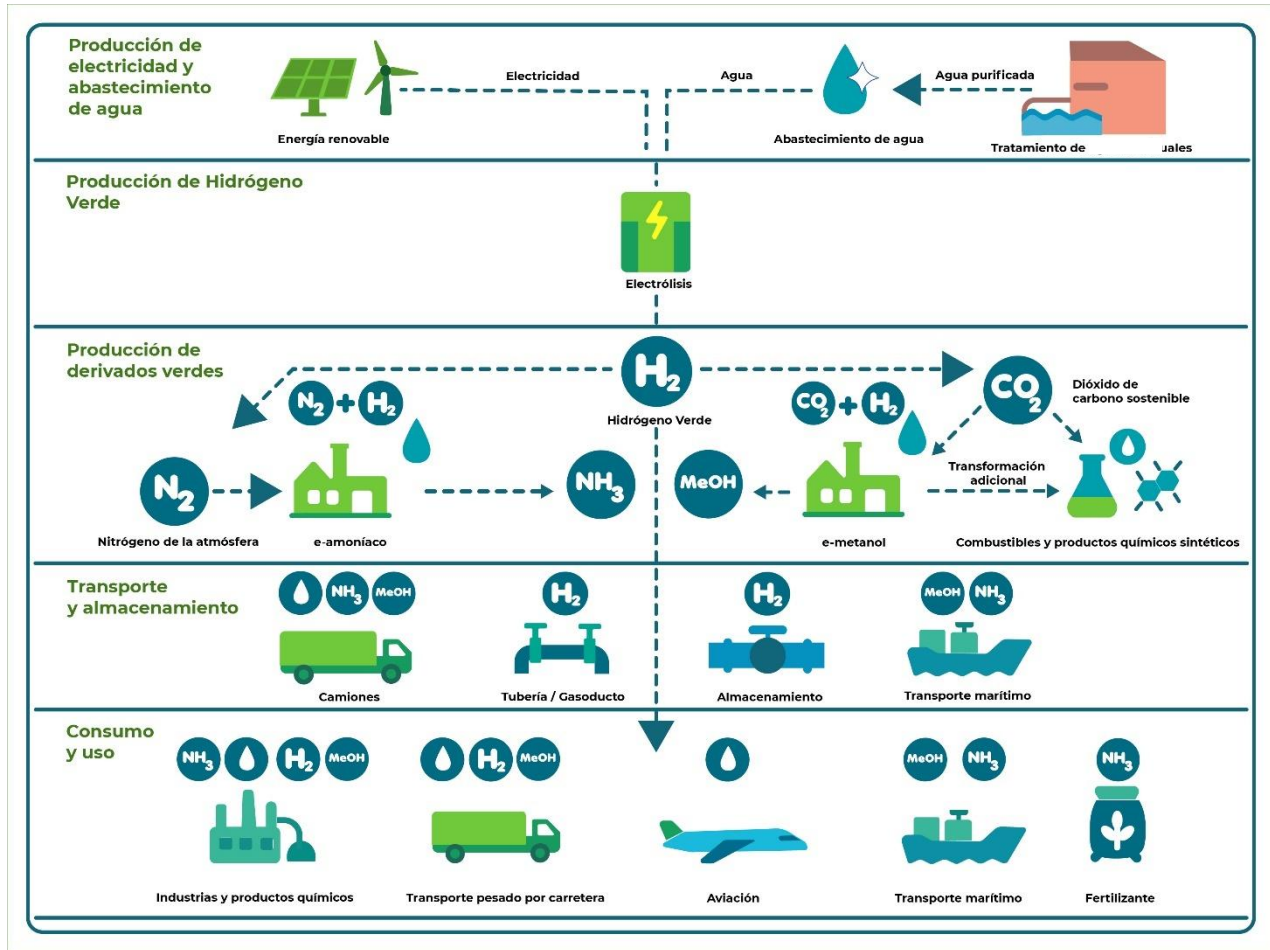 Producción de
electricidad y
abastecimiento
de agua
Electricidad
Agua
Agua purificada
Energía renovable
Abastecimiento de agua
Tratamiento de
Producción de Hidrógeno
Verde
Electrólisis
Producción de
derivados verdes
H2
CO2
Dióxido de
carbono sostenible
N2 + H2
CO2 + H2
Hidrógeno Verde
N2
NH3
MeOH
Transformación
adicional
Nitrógeno de la atmósfera
e-amoníaco
e-metanol
Combustibles y productos químicos sintéticos
Transporte
y almacenamiento
NH3
MeOH
H2
H2
MeOH
NH3
Camiones
Tubería / Gasoducto
Almacenamiento
Transporte marítimo
Consumo
y uso
NH3
H2
MeOH
H2
MeOH
MeOH
NH3
NH3
Industrias y productos químicos
Transporte pesado por carretera
Aviación
Transporte marítimo
Fertilizante